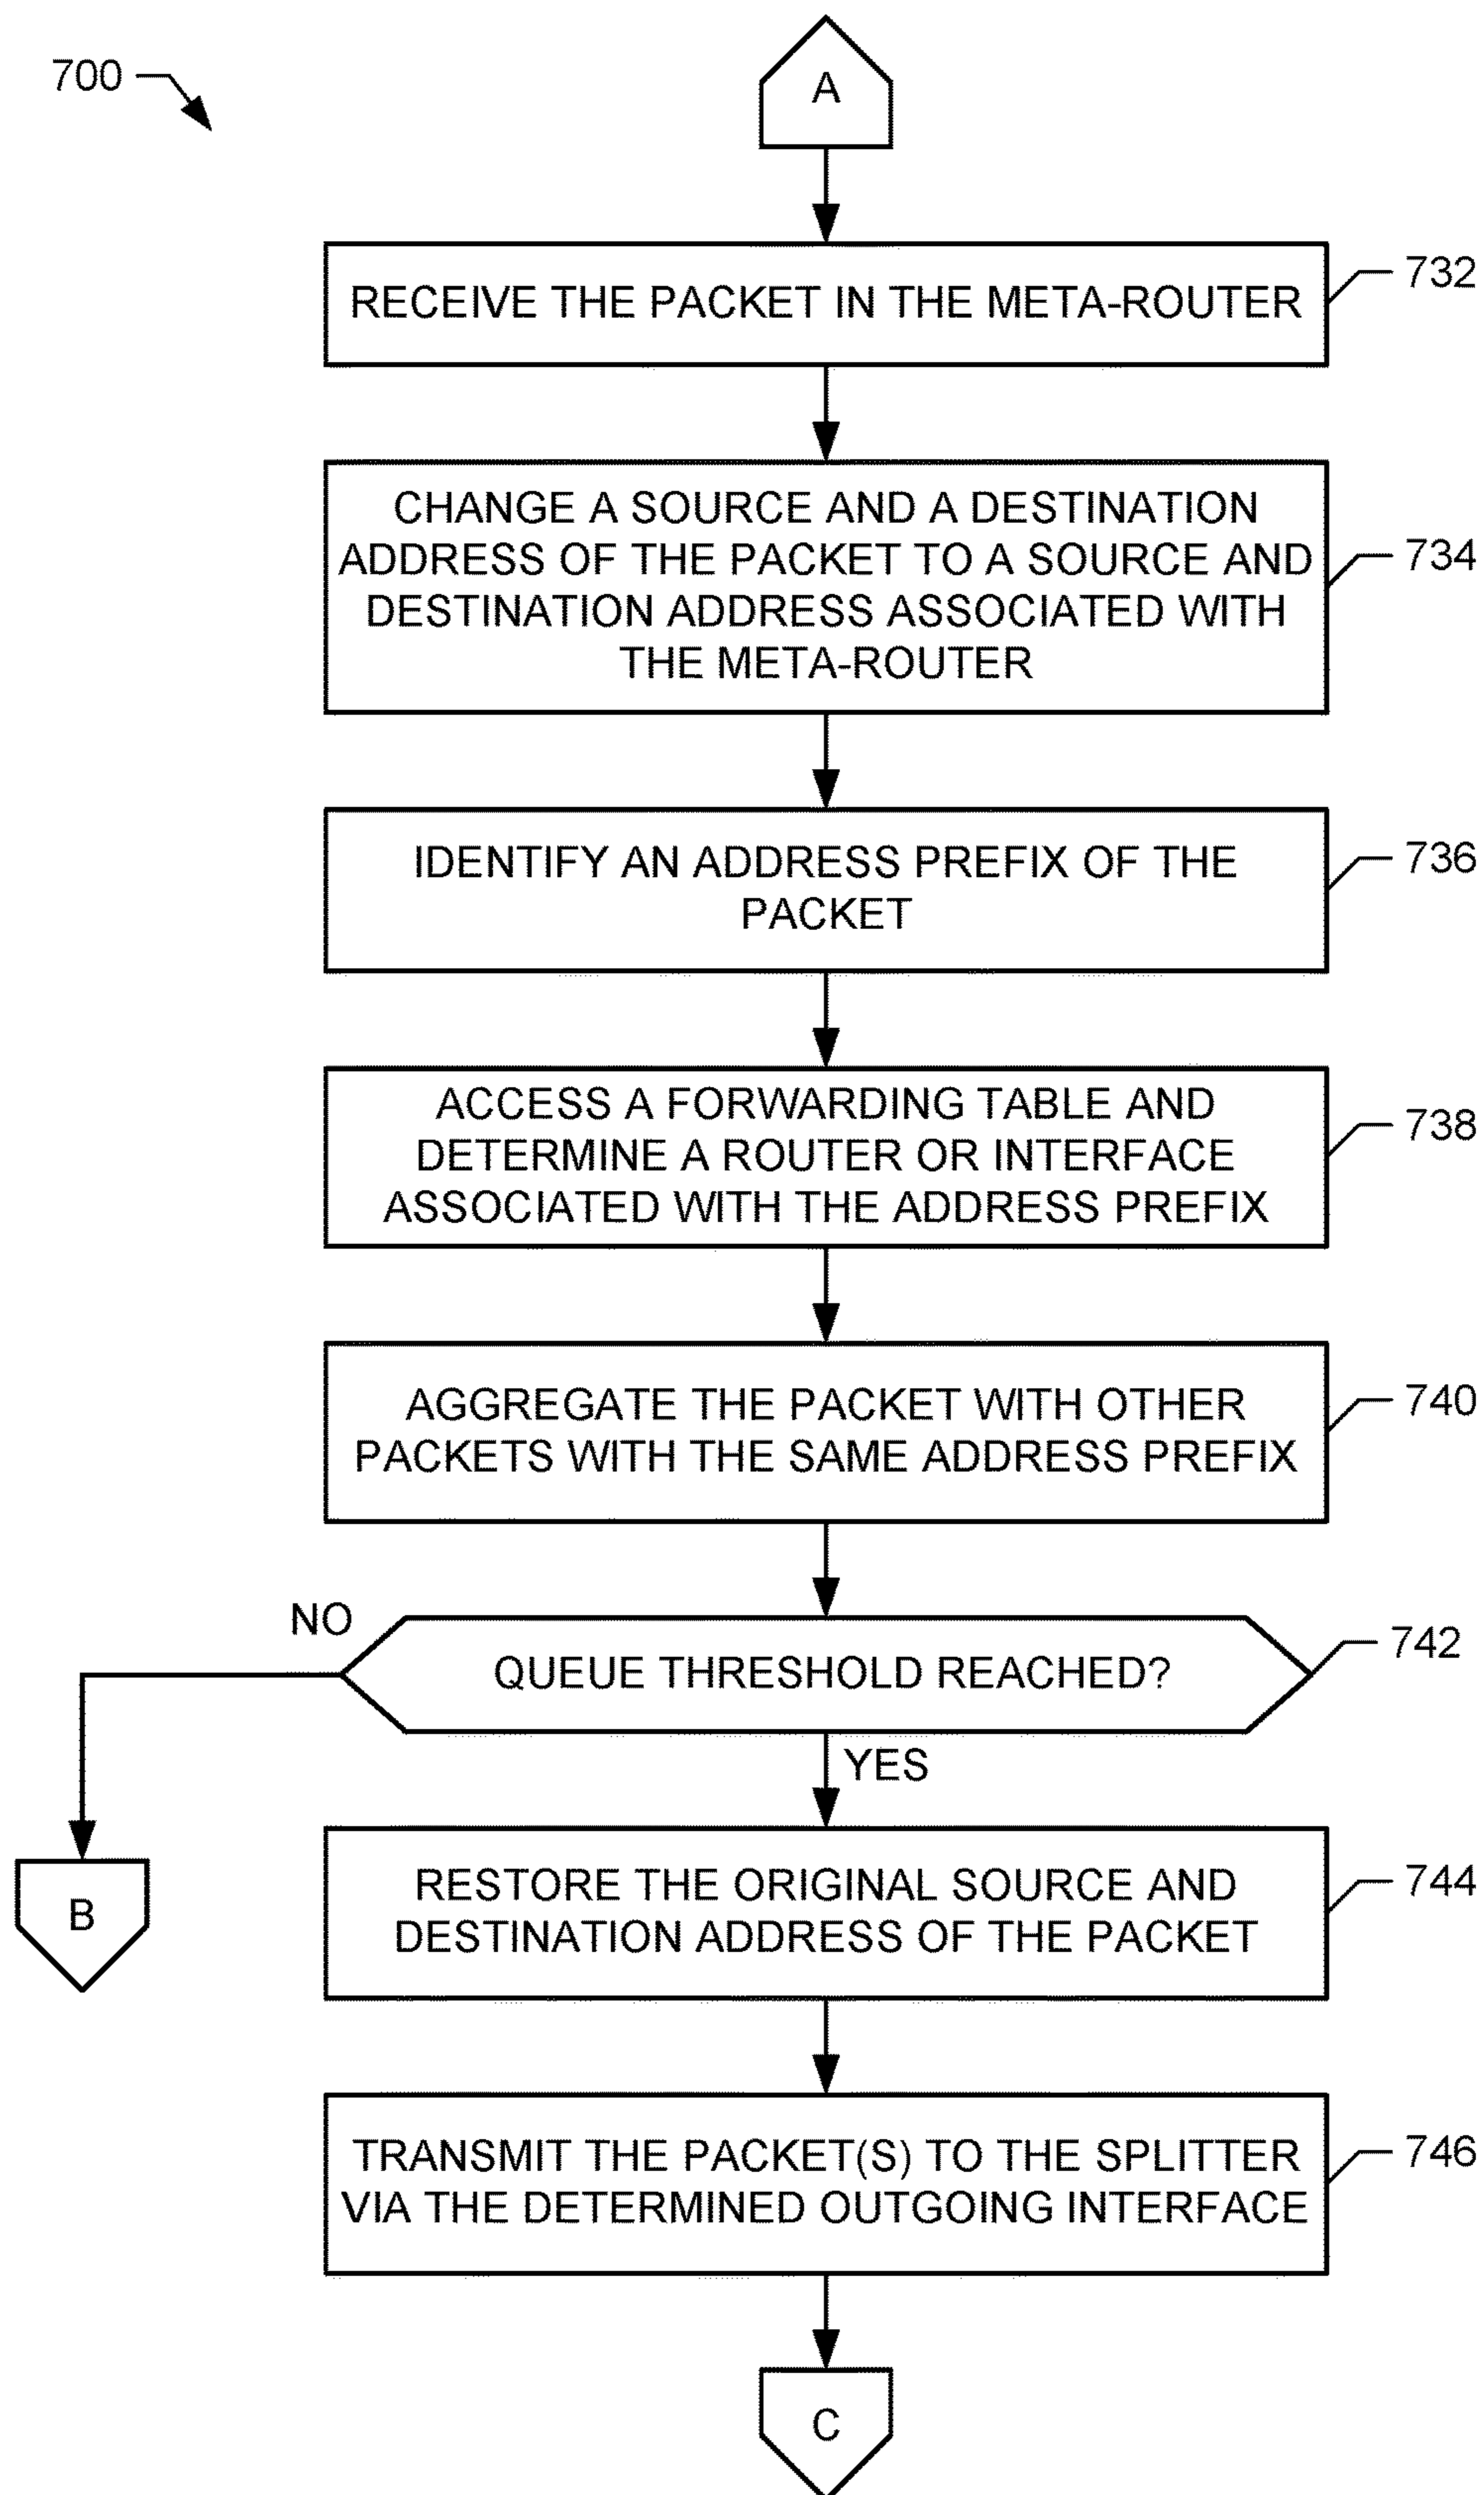 700
A
RECEIVE THE PACKET IN THE META-ROUTER
732
CHANGE A SOURCE AND A DESTINATION
ADDRESS OF THE PACKET TO A SOURCE AND
DESTINATION ADDRESS ASSOCIATED WITH
THE META-ROUTER
734
IDENTIFY AN ADDRESS PREFIX OF THE
PACKET
736
ACCESS A FORWARDING TABLE AND
DETERMINE A ROUTER OR INTERFACE
ASSOCIATED WITH THE ADDRESS PREFIX
738
AGGREGATE THE PACKET WITH OTHER
PACKETS WITH THE SAME ADDRESS PREFIX
740
NO
QUEUE THRESHOLD REACHED?
742
YES
B
RESTORE THE ORIGINAL SOURCE AND
DESTINATION ADDRESS OF THE PACKET
744
TRANSMIT THE PACKET(S) TO THE SPLITTER
VIA THE DETERMINED OUTGOING INTERFACE
746
C